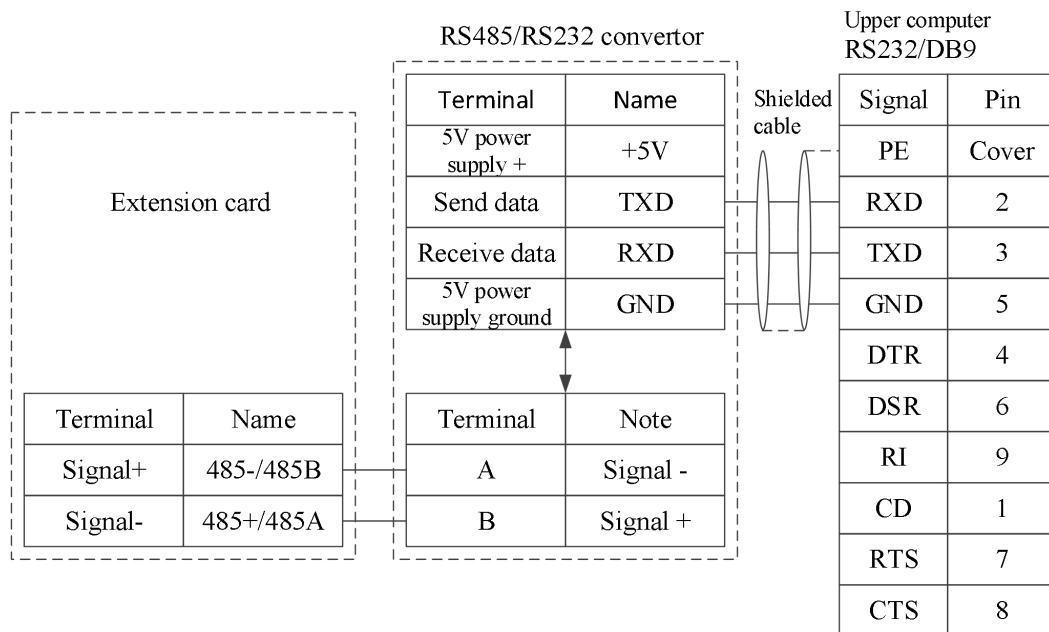 Upper computer
RS485/RS232 convertor
RS232/DB9
Terminal Name
5V power
supply +
+5V
Send data TXD
Receive data RXD
5V power
supply ground
GND
Shielded
cable
Signal Pin
PE Cover
RXD 2
TXD 3
GND 5
DTR 4
DSR 6
RI 9
CD 1
RTS 7
CTS 8
Extension card
Terminal Name
Signal+ 485-/485B
Signal- 485+/485A
Terminal Note
A Signal -
B Signal +